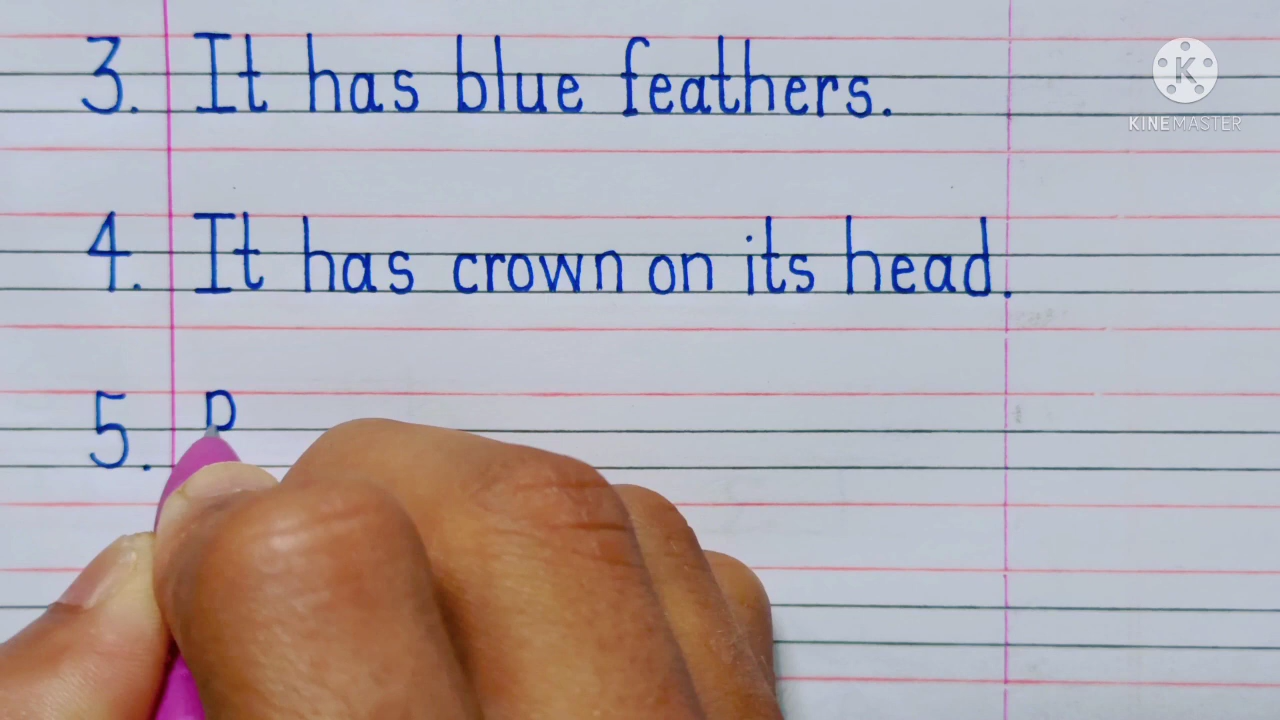 3. It has blue feathers.
KINEMASTER
4. It has crown on its head.
5. P